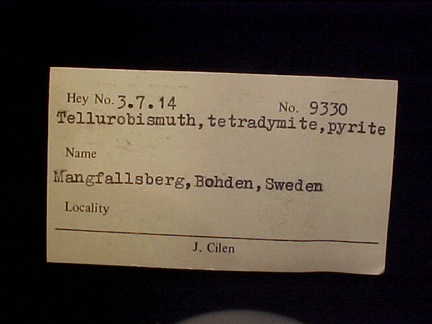 Hey No. 3.7.14 No. 9330
Tellurobismuth, tetradymite, pyrite
Name
Mangfallsberg, Bohden, Sweden
Locality
J. Cilen